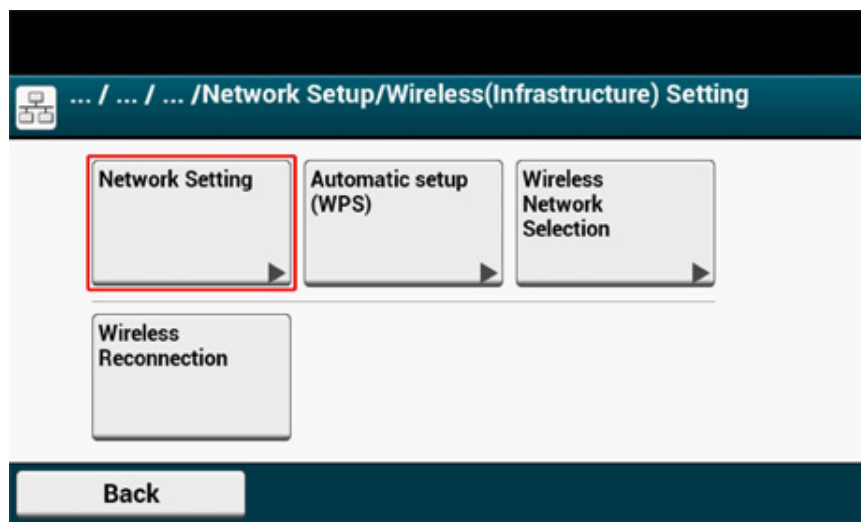 ... / ... / ... /Network Setup/Wireless(Infrastructure) Setting
Network Setting
Automatic setup
(WPS)
Wireless
Network
Selection
Wireless
Reconnection
Back